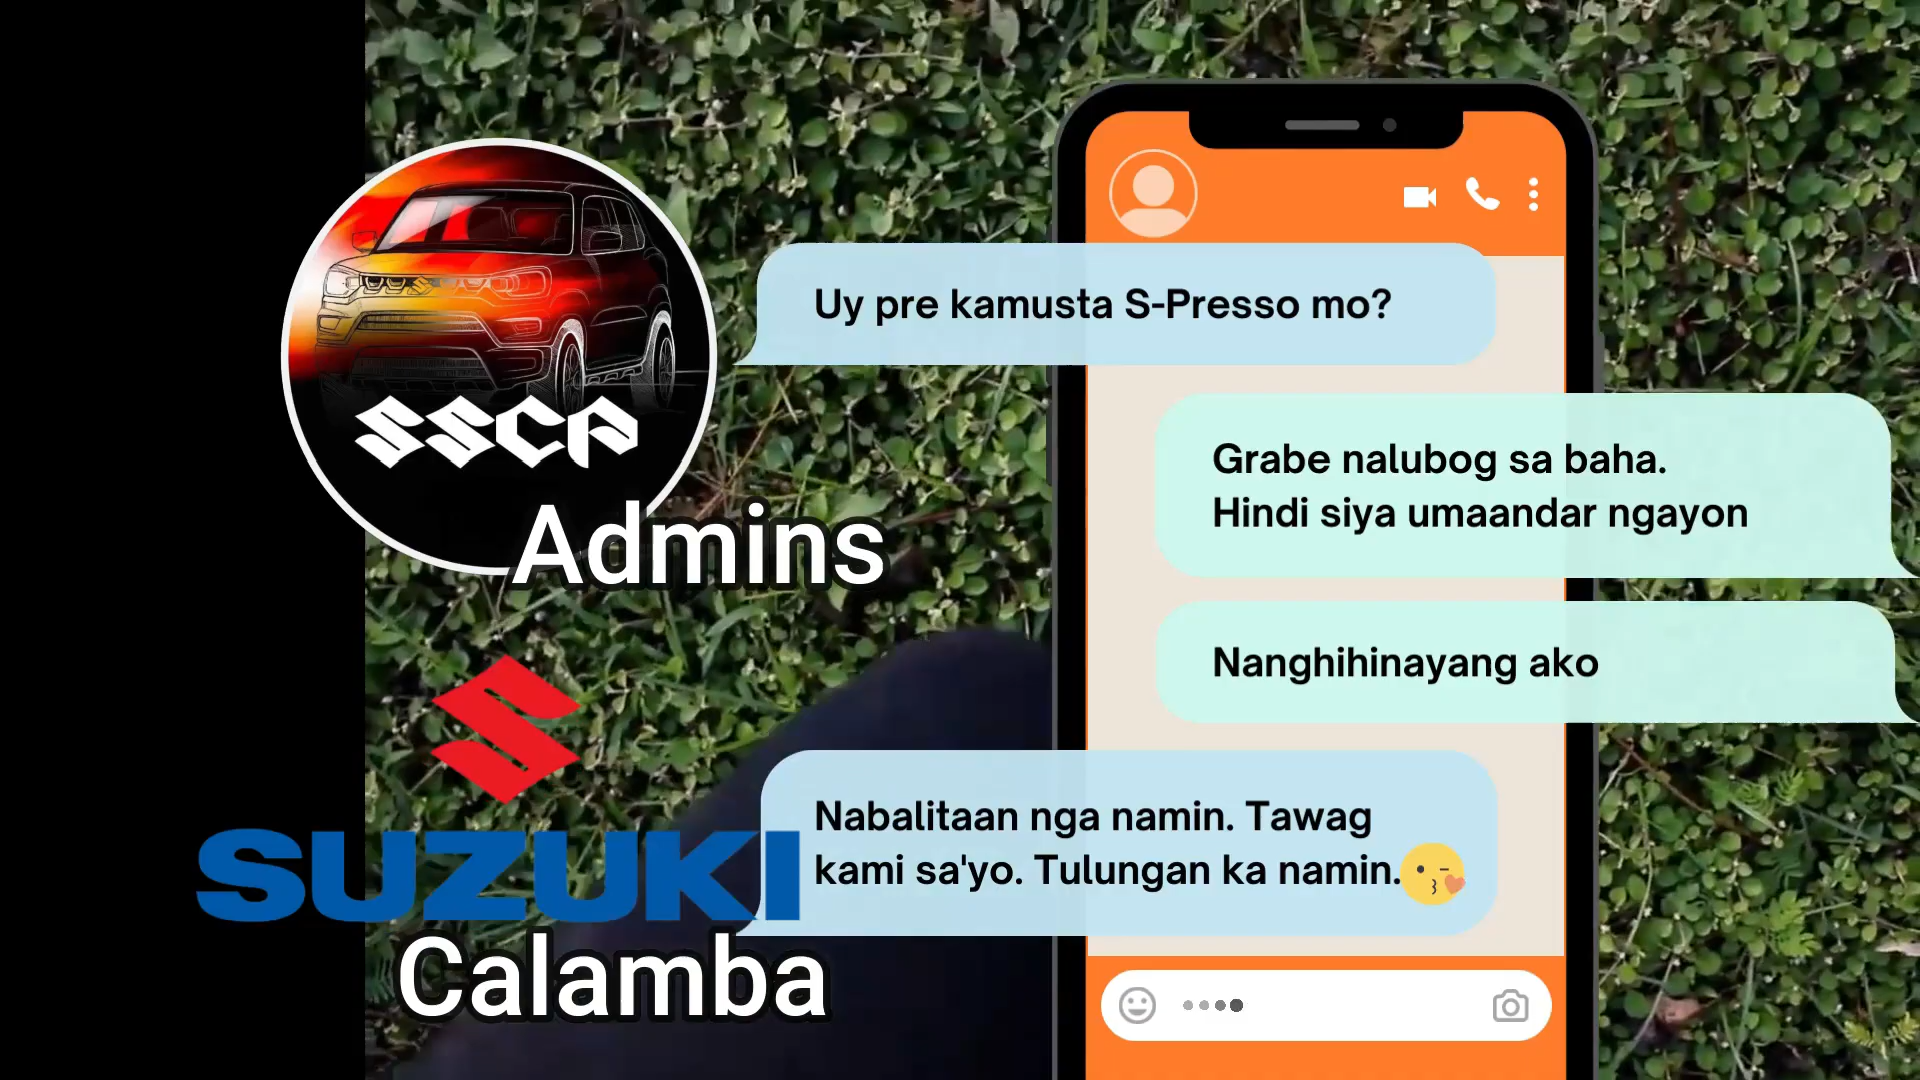 SSCP
Admins
SUZUKI
Calamba
Uy pre kamusta S-Presso mo?
Grabe nalubog sa baha.
Hindi siya umaandar ngayon
Nanghihinayang ako
Nabalitaan nga namin. Tawag
kami sa'yo. Tulungan ka namin.